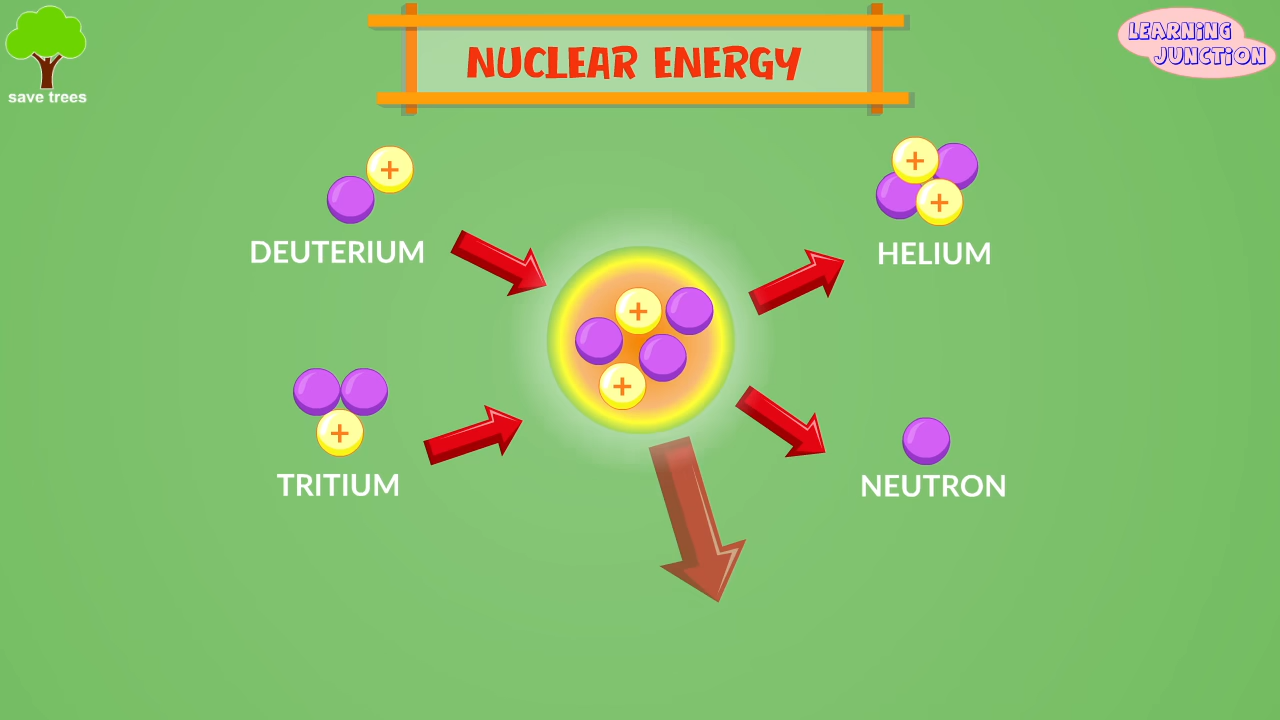 NUCLEAR ENERGY
LEARNING
JUNCTION
save trees
+
+
+
DEUTERIUM
HELIUM
+
+
+
TRITIUM
NEUTRON